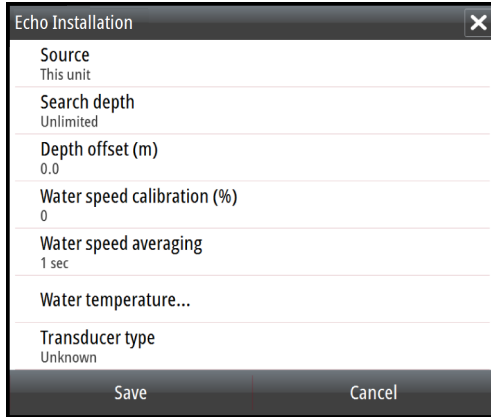 Echo Installation
Source
This unit
Search depth
Unlimited
Depth offset (m)
0.0
Water speed calibration (%)
0
Water speed averaging
1 sec
Water temperature...
Transducer type
Unknown
Save Cancel